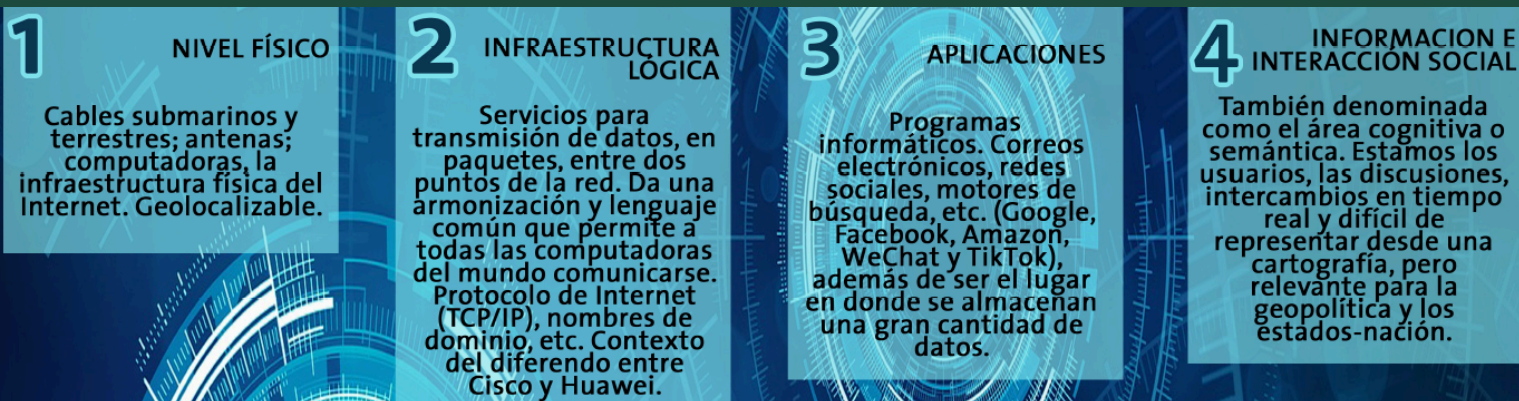 1
NIVEL FÍSICO
Cables submarinos y
terrestres; antenas;
computadoras, la
infraestructura física del
Internet. Geolocalizable.
2
INFRAESTRUCTURA
LÓGICA
Servicios para
transmisión de datos, en
paquetes, entre dos
puntos de la red. Da una
armonización y lenguaje
común que permite a
todas las computadoras
del mundo comunicarse.
Protocolo de Internet
(TCP/IP), nombres de
dominio, etc. Contexto
del diferendo entre
Cisco y Huawei.
3
APLICACIONES
Programas
informáticos. Correos
electrónicos, redes
sociales, motores de
búsqueda, etc. (Google,
Facebook, Amazon,
WeChat y TikTok),
además de ser el lugar
en donde se almacenan
una gran cantidad de
datos.
4
INFORMACION E
INTERACCIÓN SOCIAL
También denominada
como el área cognitiva o
semántica. Estamos los
usuarios, las discusiones,
intercambios en tiempo
real y difícil de
representar desde una
cartografía, pero
relevante para la
geopolítica y los
estados-nación.